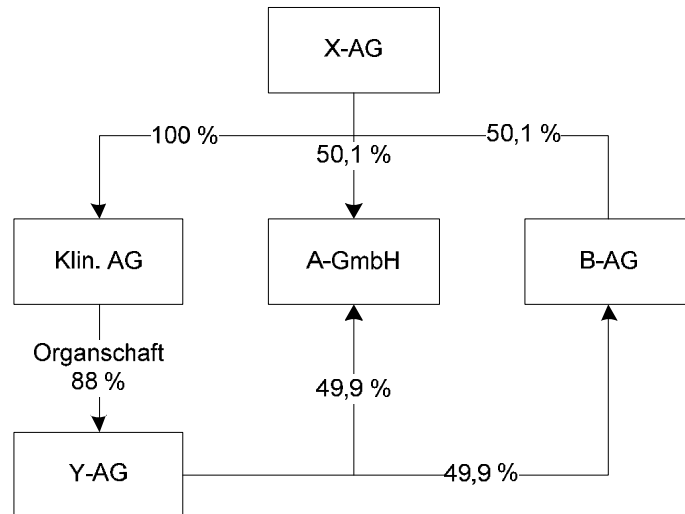 X-AG
100 %
50,1 %
50,1 %
Klin. AG
A-GmbH
B-AG
Organschaft
88 %
49,9 %
Y-AG
49,9 %